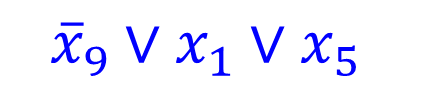 x̄₉ ∨ x₁ ∨ x₅